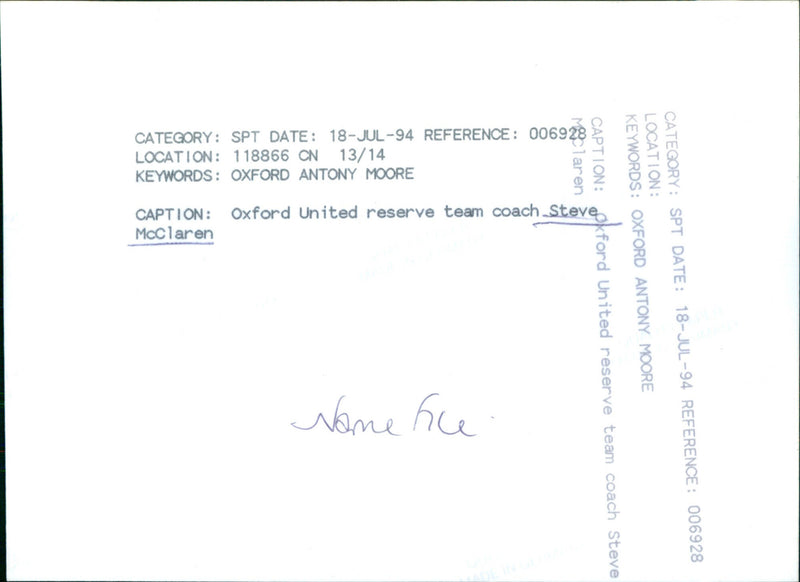 CATEGORY: SPT DATE: 18-JUL-94 REFERENCE: 006928
LOCATION: 118866 CN 13/14
KEYWORDS: OXFORD ANTONY MOORE
CAPTION: Oxford United reserve team coach Steve
McClaren
Name File
CATEGORY: SPT DATE: 18-JUL-94 REFERENCE: 006928
LOCATION:
KEYWORDS: OXFORD ANTONY MOORE
CAPTION: Oxford United reserve team coach Steve
McClaren